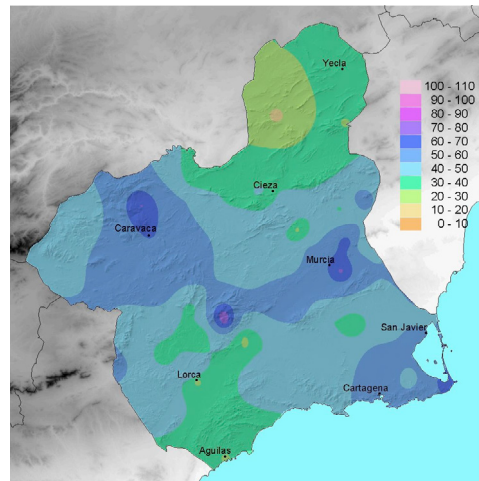 Yecla
100 - 110
90 - 100
80 - 90
70 - 80
60 - 70
50 - 60
40 - 50
30 - 40
20 - 30
10 - 20
0 - 10
Cieza
Caravaca
Murcia
San Javier
Lorca
Cartagena
Aguilas